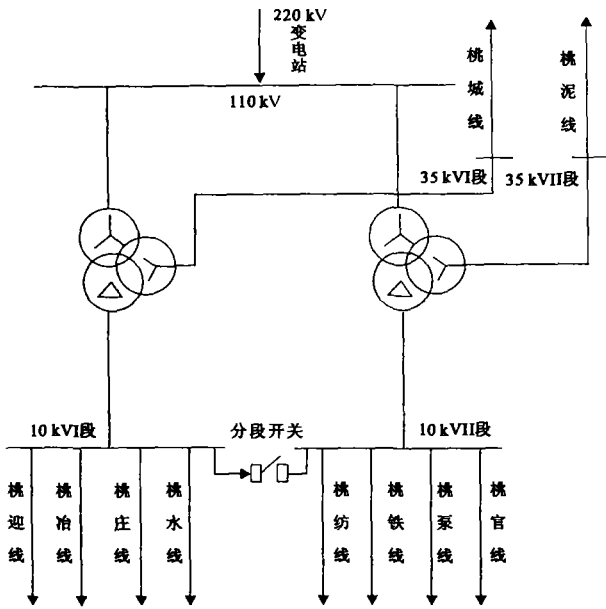 220 kV
变电站
110 kV
桃城线
桃泥线
35 kVI段
35 kVII段
10 kVI段
分段开关
10 kVII段
桃迎线
桃冶线
桃庄线
桃水线
桃纺线
桃铁线
桃泵线
桃官线